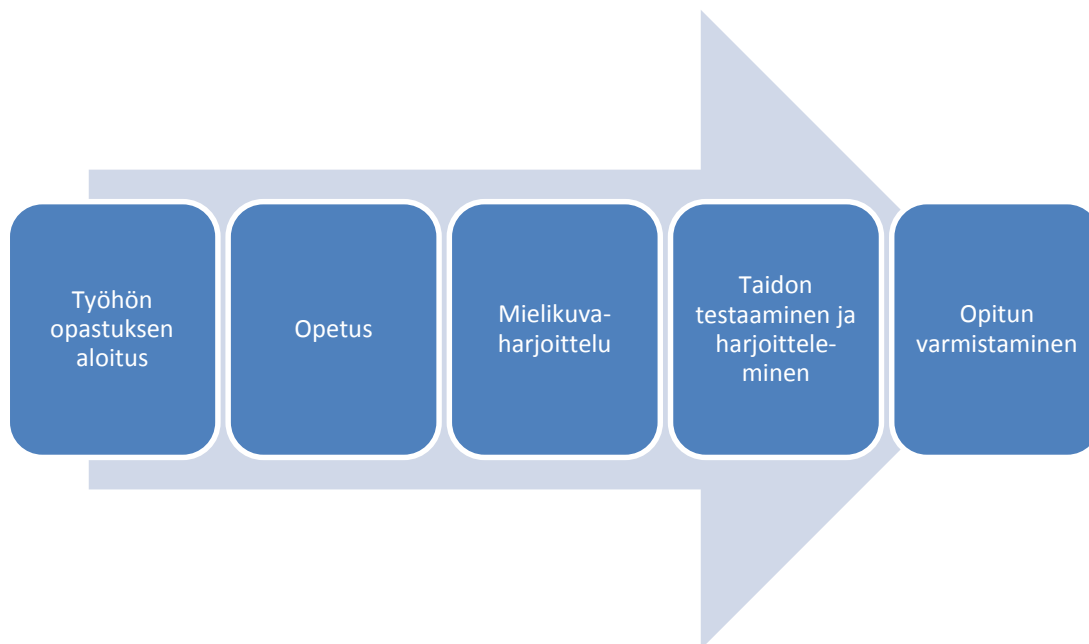 Työhön
opastuksen
aloitus
Opetus
Mielikuva-
harjoittelu
Taidon
testaaminen ja
harjoittele-
minen
Opitun
varmistaminen